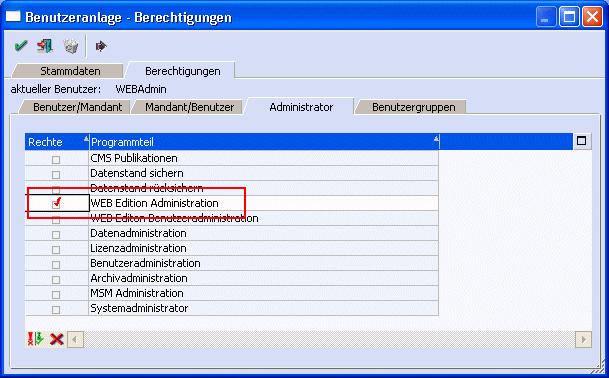 Benutzeranlage - Berechtigungen
Stammdaten Berechtigungen
aktueller Benutzer: WEBAdmin
Benutzer/Mandant Mandant/Benutzer Administrator Benutzergruppen
Rechte Programmteil
CMS Publikationen
Datenstand sichern
Datenstand rücksichern
WEB Edition Administration
WEB Editon Benutzeradministration
Datenadministration
Lizenzadministration
Benutzeradministration
Archivadministration
MSM Administration
Systemadministrator